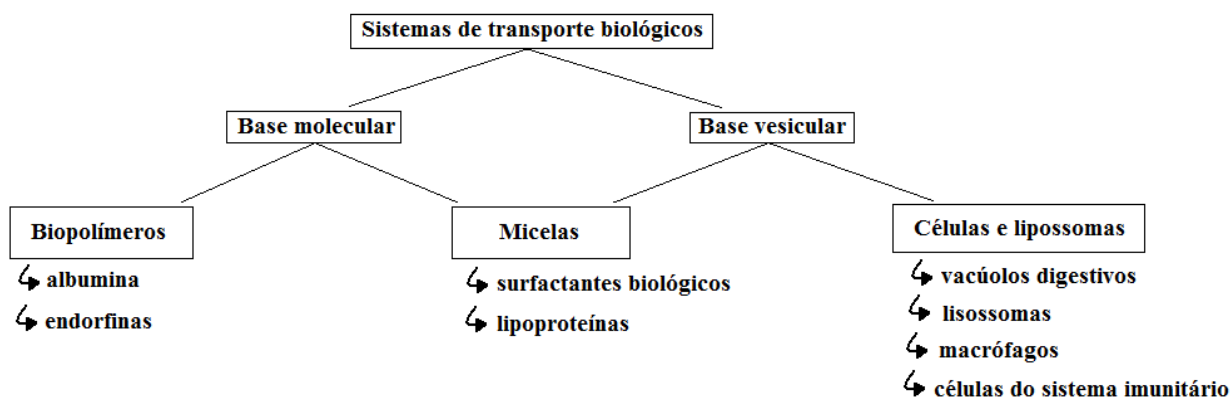 Sistemas de transporte biológicos
Base molecular
Base vesicular
Biopolímeros
albumina
endorfinas
Micelas
surfactantes biológicos
lipoproteínas
Células e lipossomas
vacúolos digestivos
lisossomas
macrófagos
células do sistema imunitário